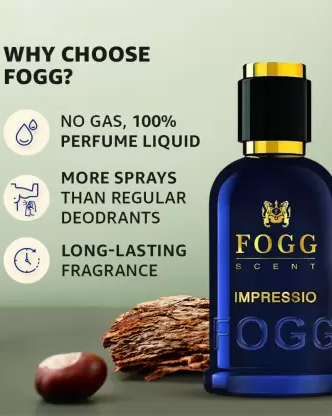 WHY CHOOSE
FOGG?
NO GAS, 100%
PERFUME LIQUID
MORE SPRAYS
THAN REGULAR
DEODRANTS
LONG-LASTING
FRAGRANCE
FOGG
SCENT
IMPRESSIO
FOGG